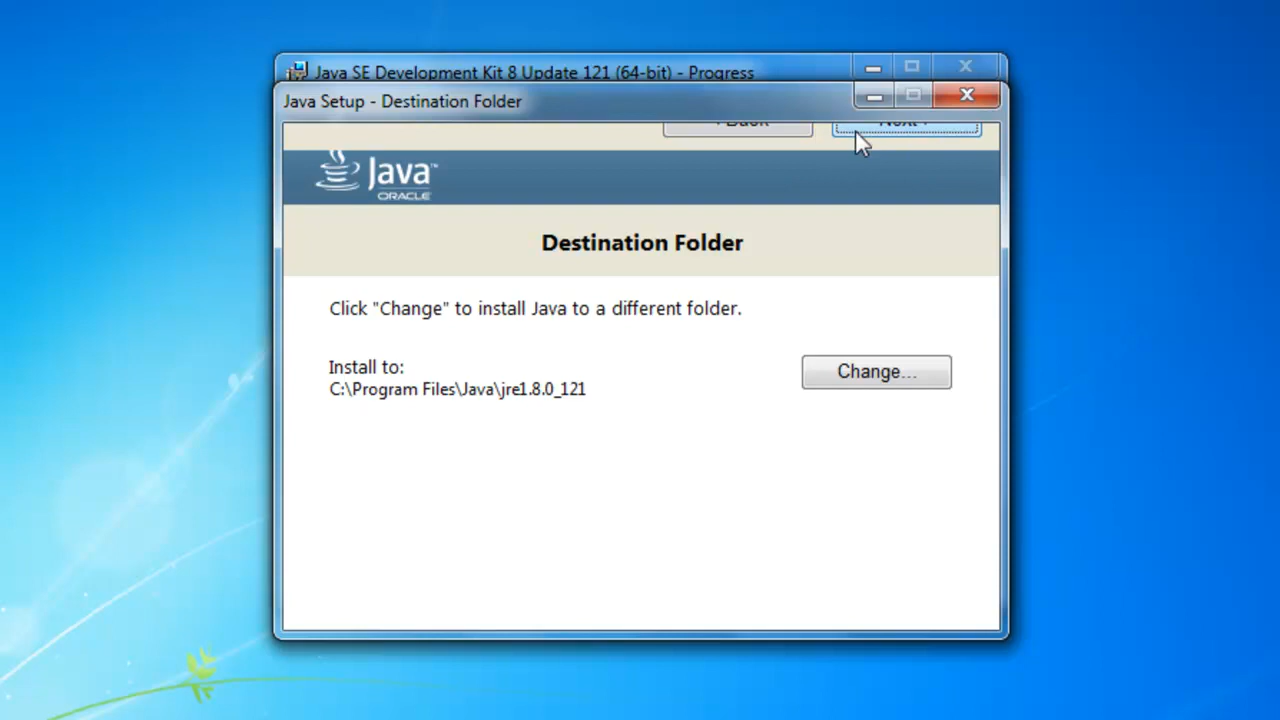 Java SE Development Kit 8 Update 121 (64-bit) - Progress
Java Setup - Destination Folder
Java™
ORACLE
Destination Folder
Click "Change" to install Java to a different folder.
Install to:
Change...
C:\Program Files\Java\jre1.8.0_121